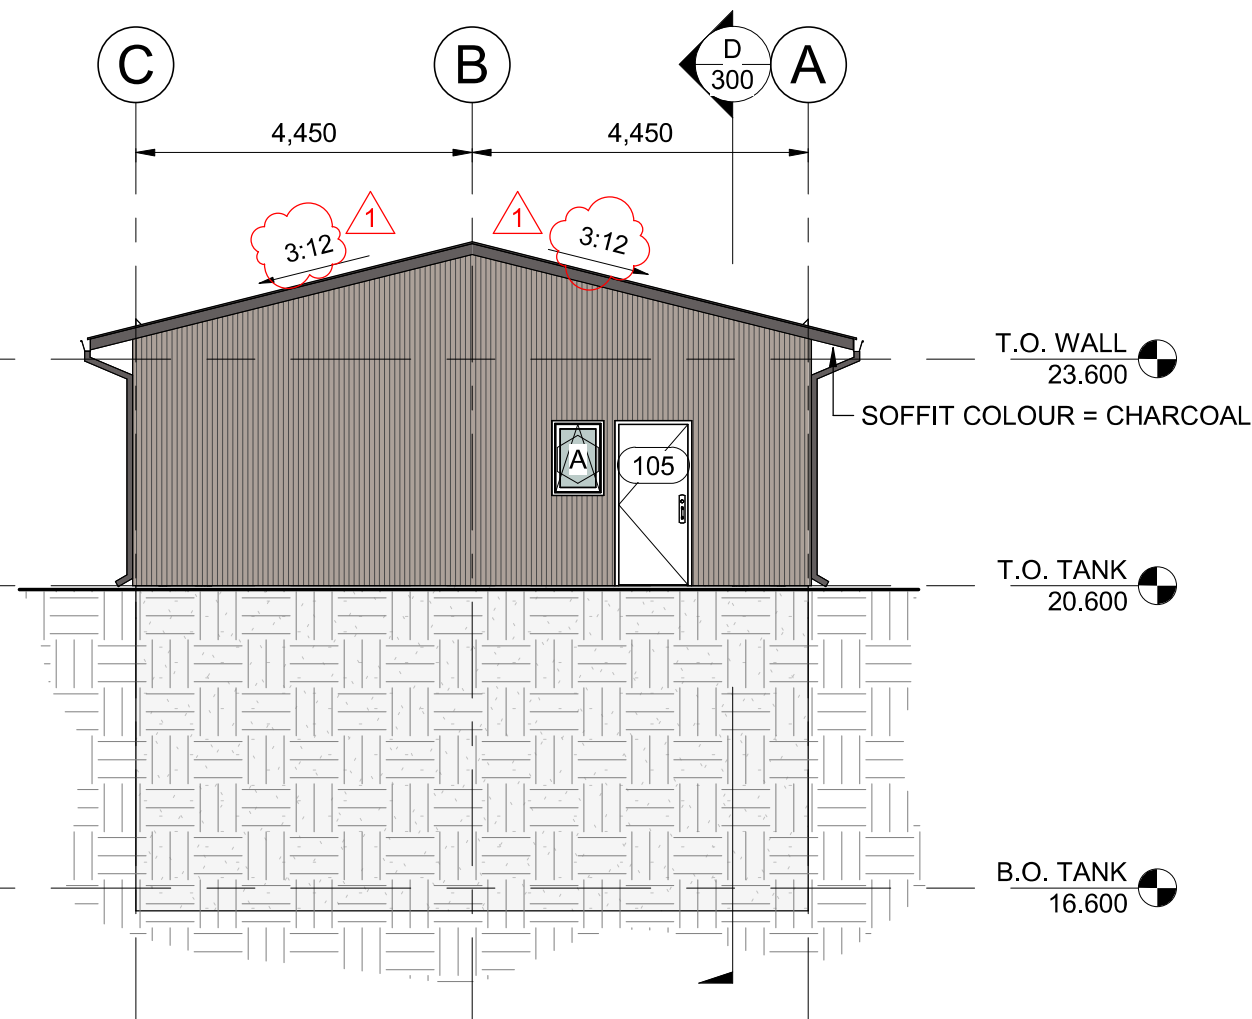 C
B
D
300
A
4,450
4,450
1
1
3:12
3:12
T.O. WALL
23.600
SOFFIT COLOUR = CHARCOAL
A
105
T.O. TANK
20.600
B.O. TANK
16.600